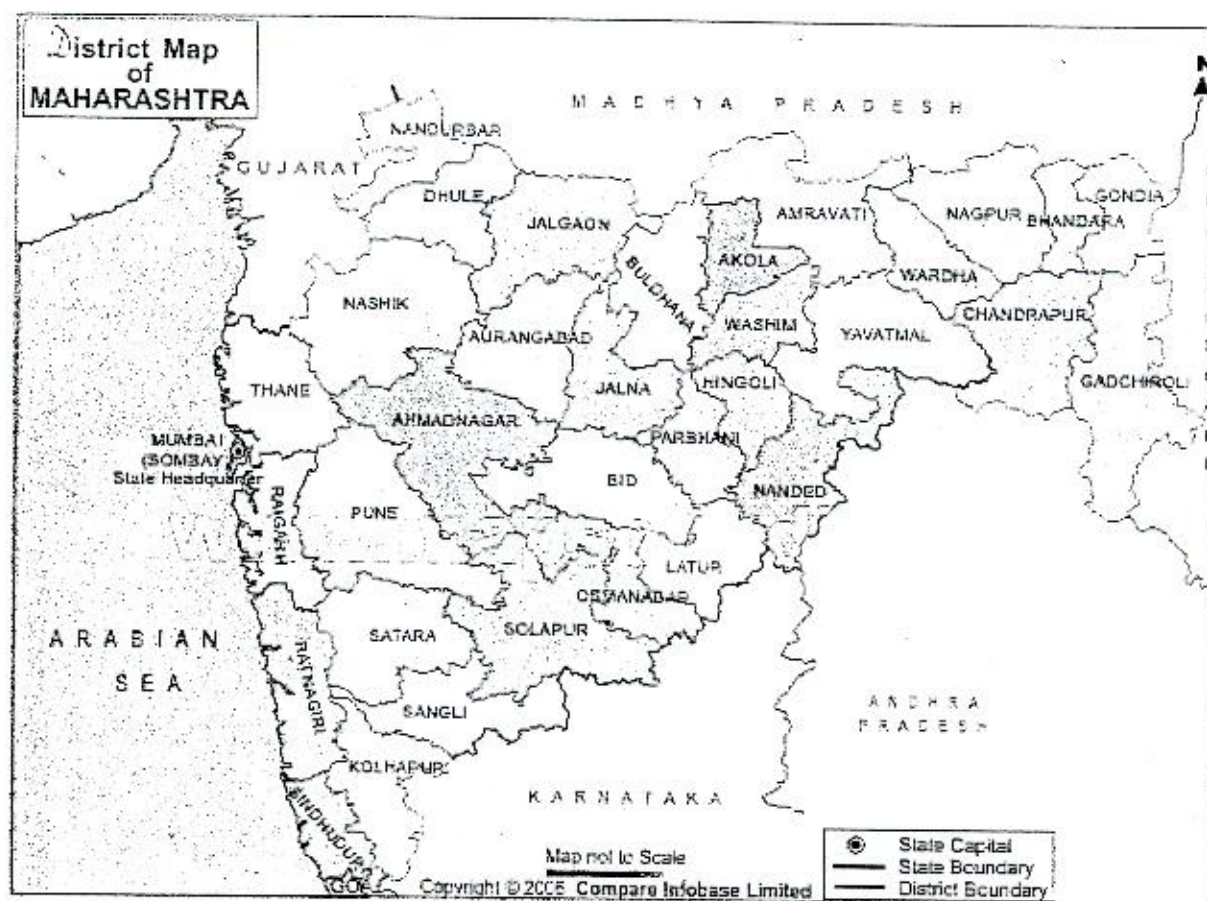 District Map
of
MAHARASHTRA
N
MADHYA PRADESH
NANDURBAR
GUJARAT
DHULE
JALGAON
AMRAVATI
NAGPUR
BHANDARA
GONDIA
AKOLA
BULDHANA
WARDHA
NASHIK
AURANGABAD
WASHIM
YAVATMAL
CHANDRAPUR
THANE
JALNA
HINGOLI
GADCHIROLI
AHMADNAGAR
MUMBAI
(BOMBAY)
State Headquarter
PARBHANI
BID
NANDED
RAIGARH
PUNE
LATUR
OSMANABAD
SOLAPUR
ARABIAN
SEA
SATARA
RATNAGIRI
SANGLI
ANDHRA
PRADESH
KOLHAPUR
KARNATAKA
SINDHUDUR
GOA
Map not to Scale
Copyright © 2005 Compare Infobase Limited
State Capital
State Boundary
District Boundary